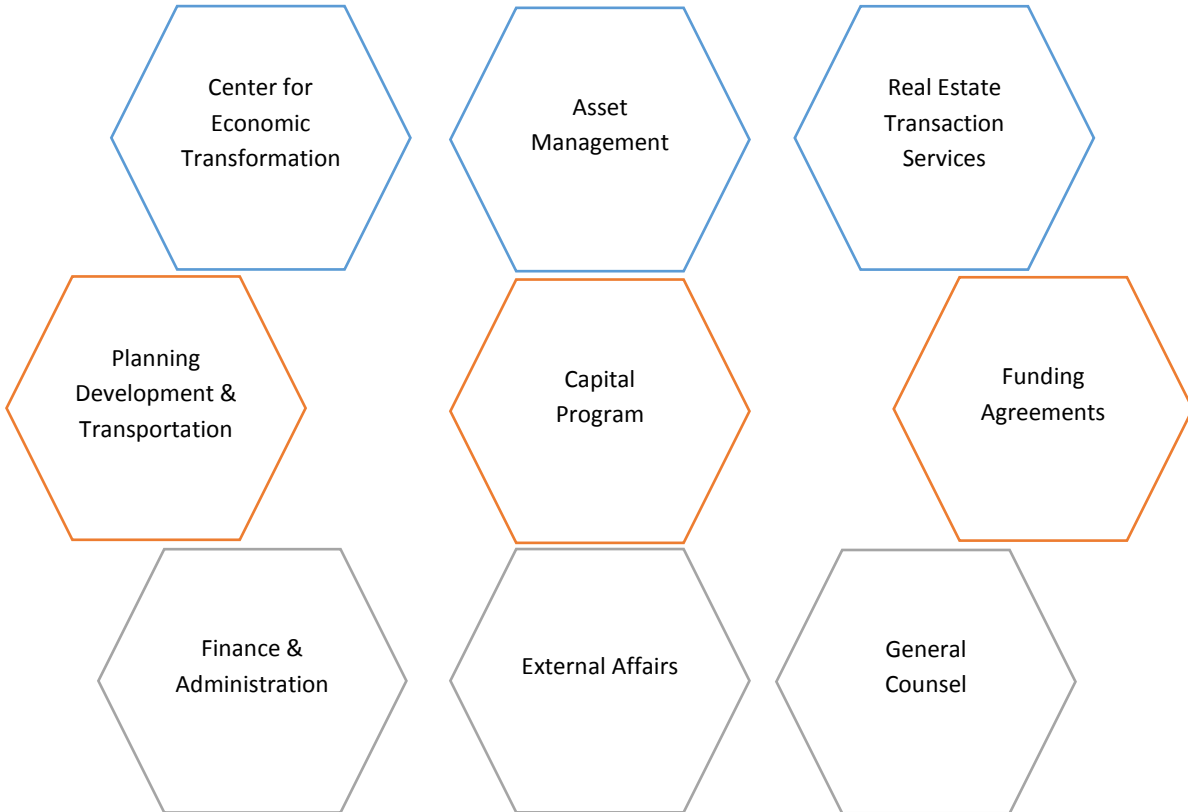 Center for
Economic
Transformation
Asset
Management
Real Estate
Transaction
Services
Planning
Development &
Transportation
Capital
Program
Funding
Agreements
Finance &
Administration
External Affairs
General
Counsel